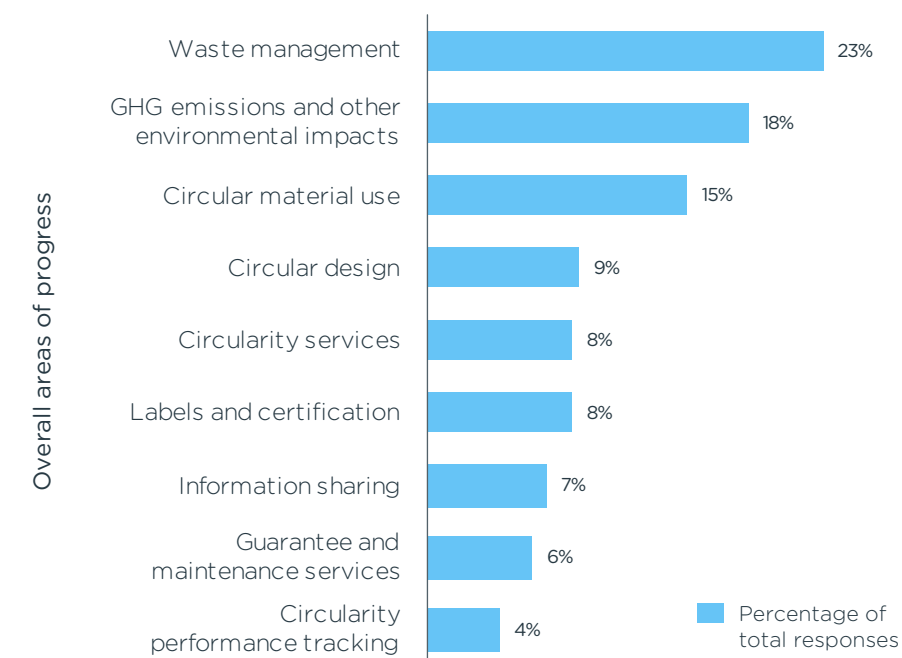 Overall areas of progress
Waste management
23%
GHG emissions and other
environmental impacts
18%
Circular material use
15%
Circular design
9%
Circularity services
8%
Labels and certification
8%
Information sharing
7%
Guarantee and
maintenance services
6%
Circularity
performance tracking
4%
Percentage of
total responses